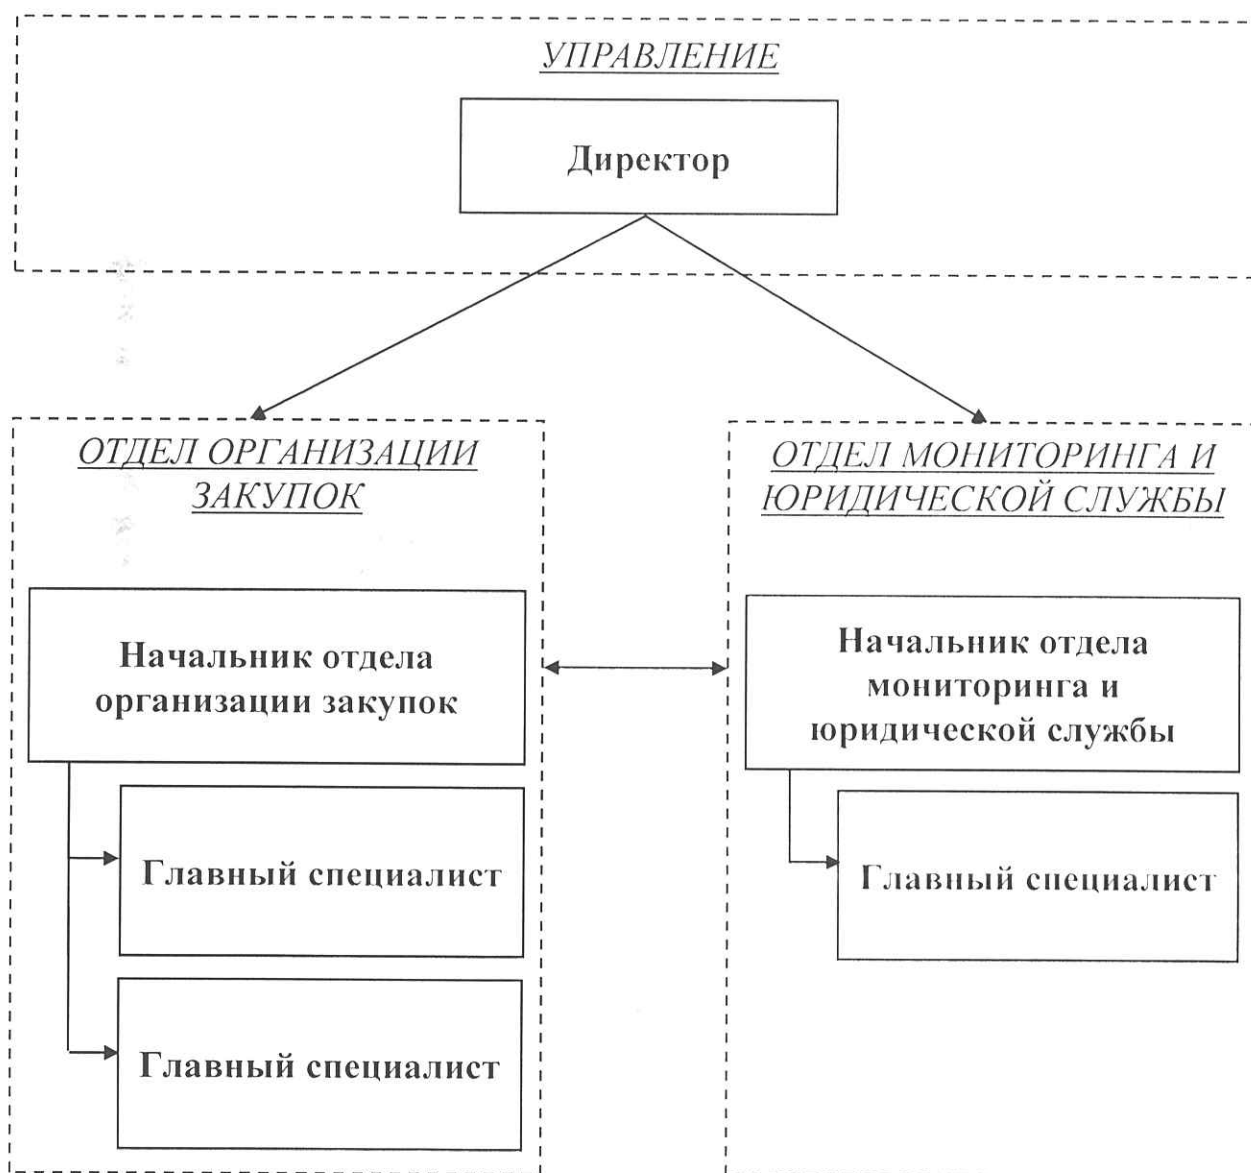 УПРАВЛЕНИЕ
Директор
ОТДЕЛ ОРГАНИЗАЦИИ
ЗАКУПОК
Начальник отдела
организации закупок
Главный специалист
Главный специалист
ОТДЕЛ МОНИТОРИНГА И
ЮРИДИЧЕСКОЙ СЛУЖБЫ
Начальник отдела
мониторинга и
юридической службы
Главный специалист